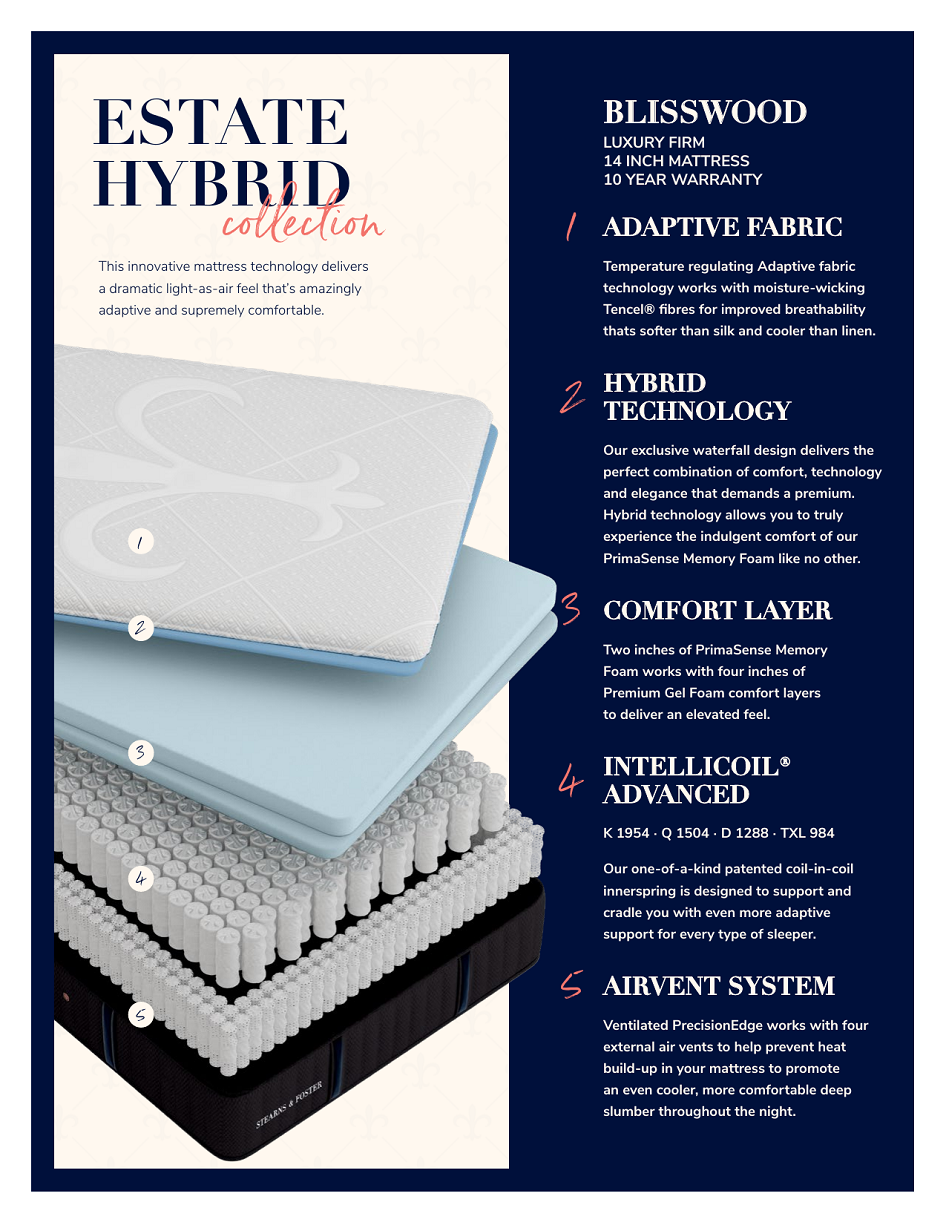 ESTATE
HYBRID
collection
This innovative mattress technology delivers
a dramatic light-as-air feel that's amazingly
adaptive and supremely comfortable.
1
2
3
4
5
STEARNS & FOSTER
BLISSWOOD
LUXURY FIRM
14 INCH MATTRESS
10 YEAR WARRANTY
1 ADAPTIVE FABRIC
Temperature regulating Adaptive fabric
technology works with moisture-wicking
Tencel® fibres for improved breathability
thats softer than silk and cooler than linen.
2 HYBRID
TECHNOLOGY
Our exclusive waterfall design delivers the
perfect combination of comfort, technology
and elegance that demands a premium.
Hybrid technology allows you to truly
experience the indulgent comfort of our
PrimaSense Memory Foam like no other.
3 COMFORT LAYER
Two inches of PrimaSense Memory
Foam works with four inches of
Premium Gel Foam comfort layers
to deliver an elevated feel.
4 INTELLICOIL®
ADVANCED
K 1954 · Q 1504 · D 1288 · TXL 984
Our one-of-a-kind patented coil-in-coil
innerspring is designed to support and
cradle you with even more adaptive
support for every type of sleeper.
5 AIRVENT SYSTEM
Ventilated PrecisionEdge works with four
external air vents to help prevent heat
build-up in your mattress to promote
an even cooler, more comfortable deep
slumber throughout the night.